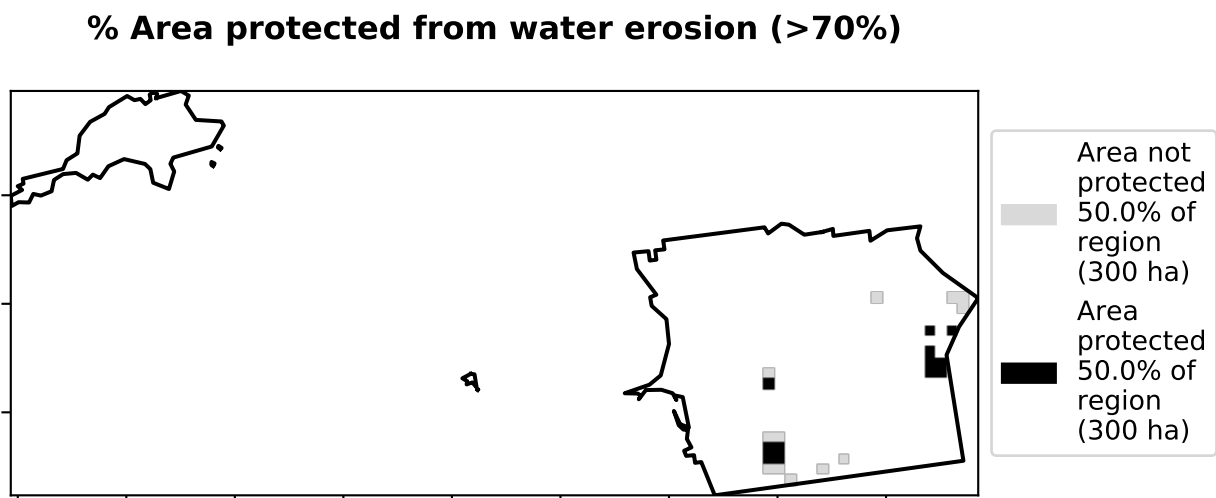 % Area protected from water erosion (>70%)
Area not
protected
50.0% of
region
(300 ha)
Area
protected
50.0% of
region
(300 ha)